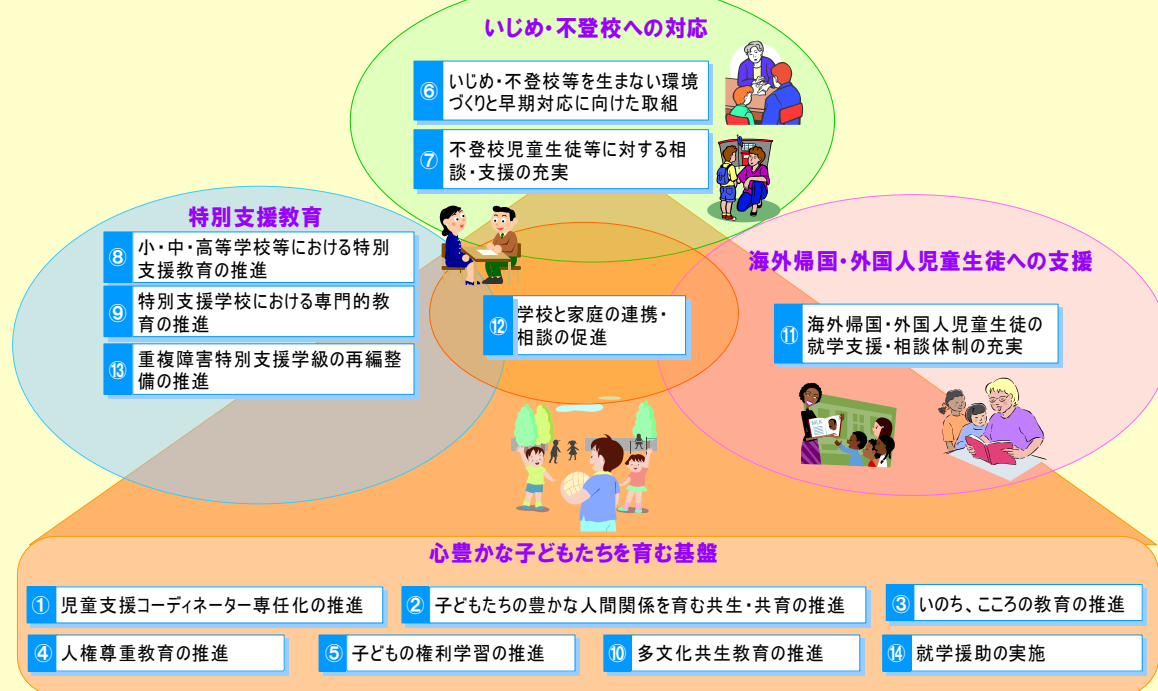 いじめ・不登校への対応
⑥ いじめ・不登校等を生まない環境
づくりと早期対応に向けた取組
⑦ 不登校児童生徒等に対する相
談・支援の充実
特別支援教育
⑧ 小・中・高等学校等における特別
支援教育の推進
⑨ 特別支援学校における専門的教
育の推進
⑬ 重複障害特別支援学級の再編整
備の推進
⑫ 学校と家庭の連携・
相談の促進
海外帰国・外国人児童生徒への支援
⑪ 海外帰国・外国人児童生徒の
就学支援・相談体制の充実
心豊かな子どもたちを育む基盤
① 児童支援コーディネーター専任化の推進
② 子どもたちの豊かな人間関係を育む共生・共育の推進
③ いのち、こころの教育の推進
④ 人権尊重教育の推進
⑤ 子どもの権利学習の推進
⑩ 多文化共生教育の推進
⑭ 就学援助の実施